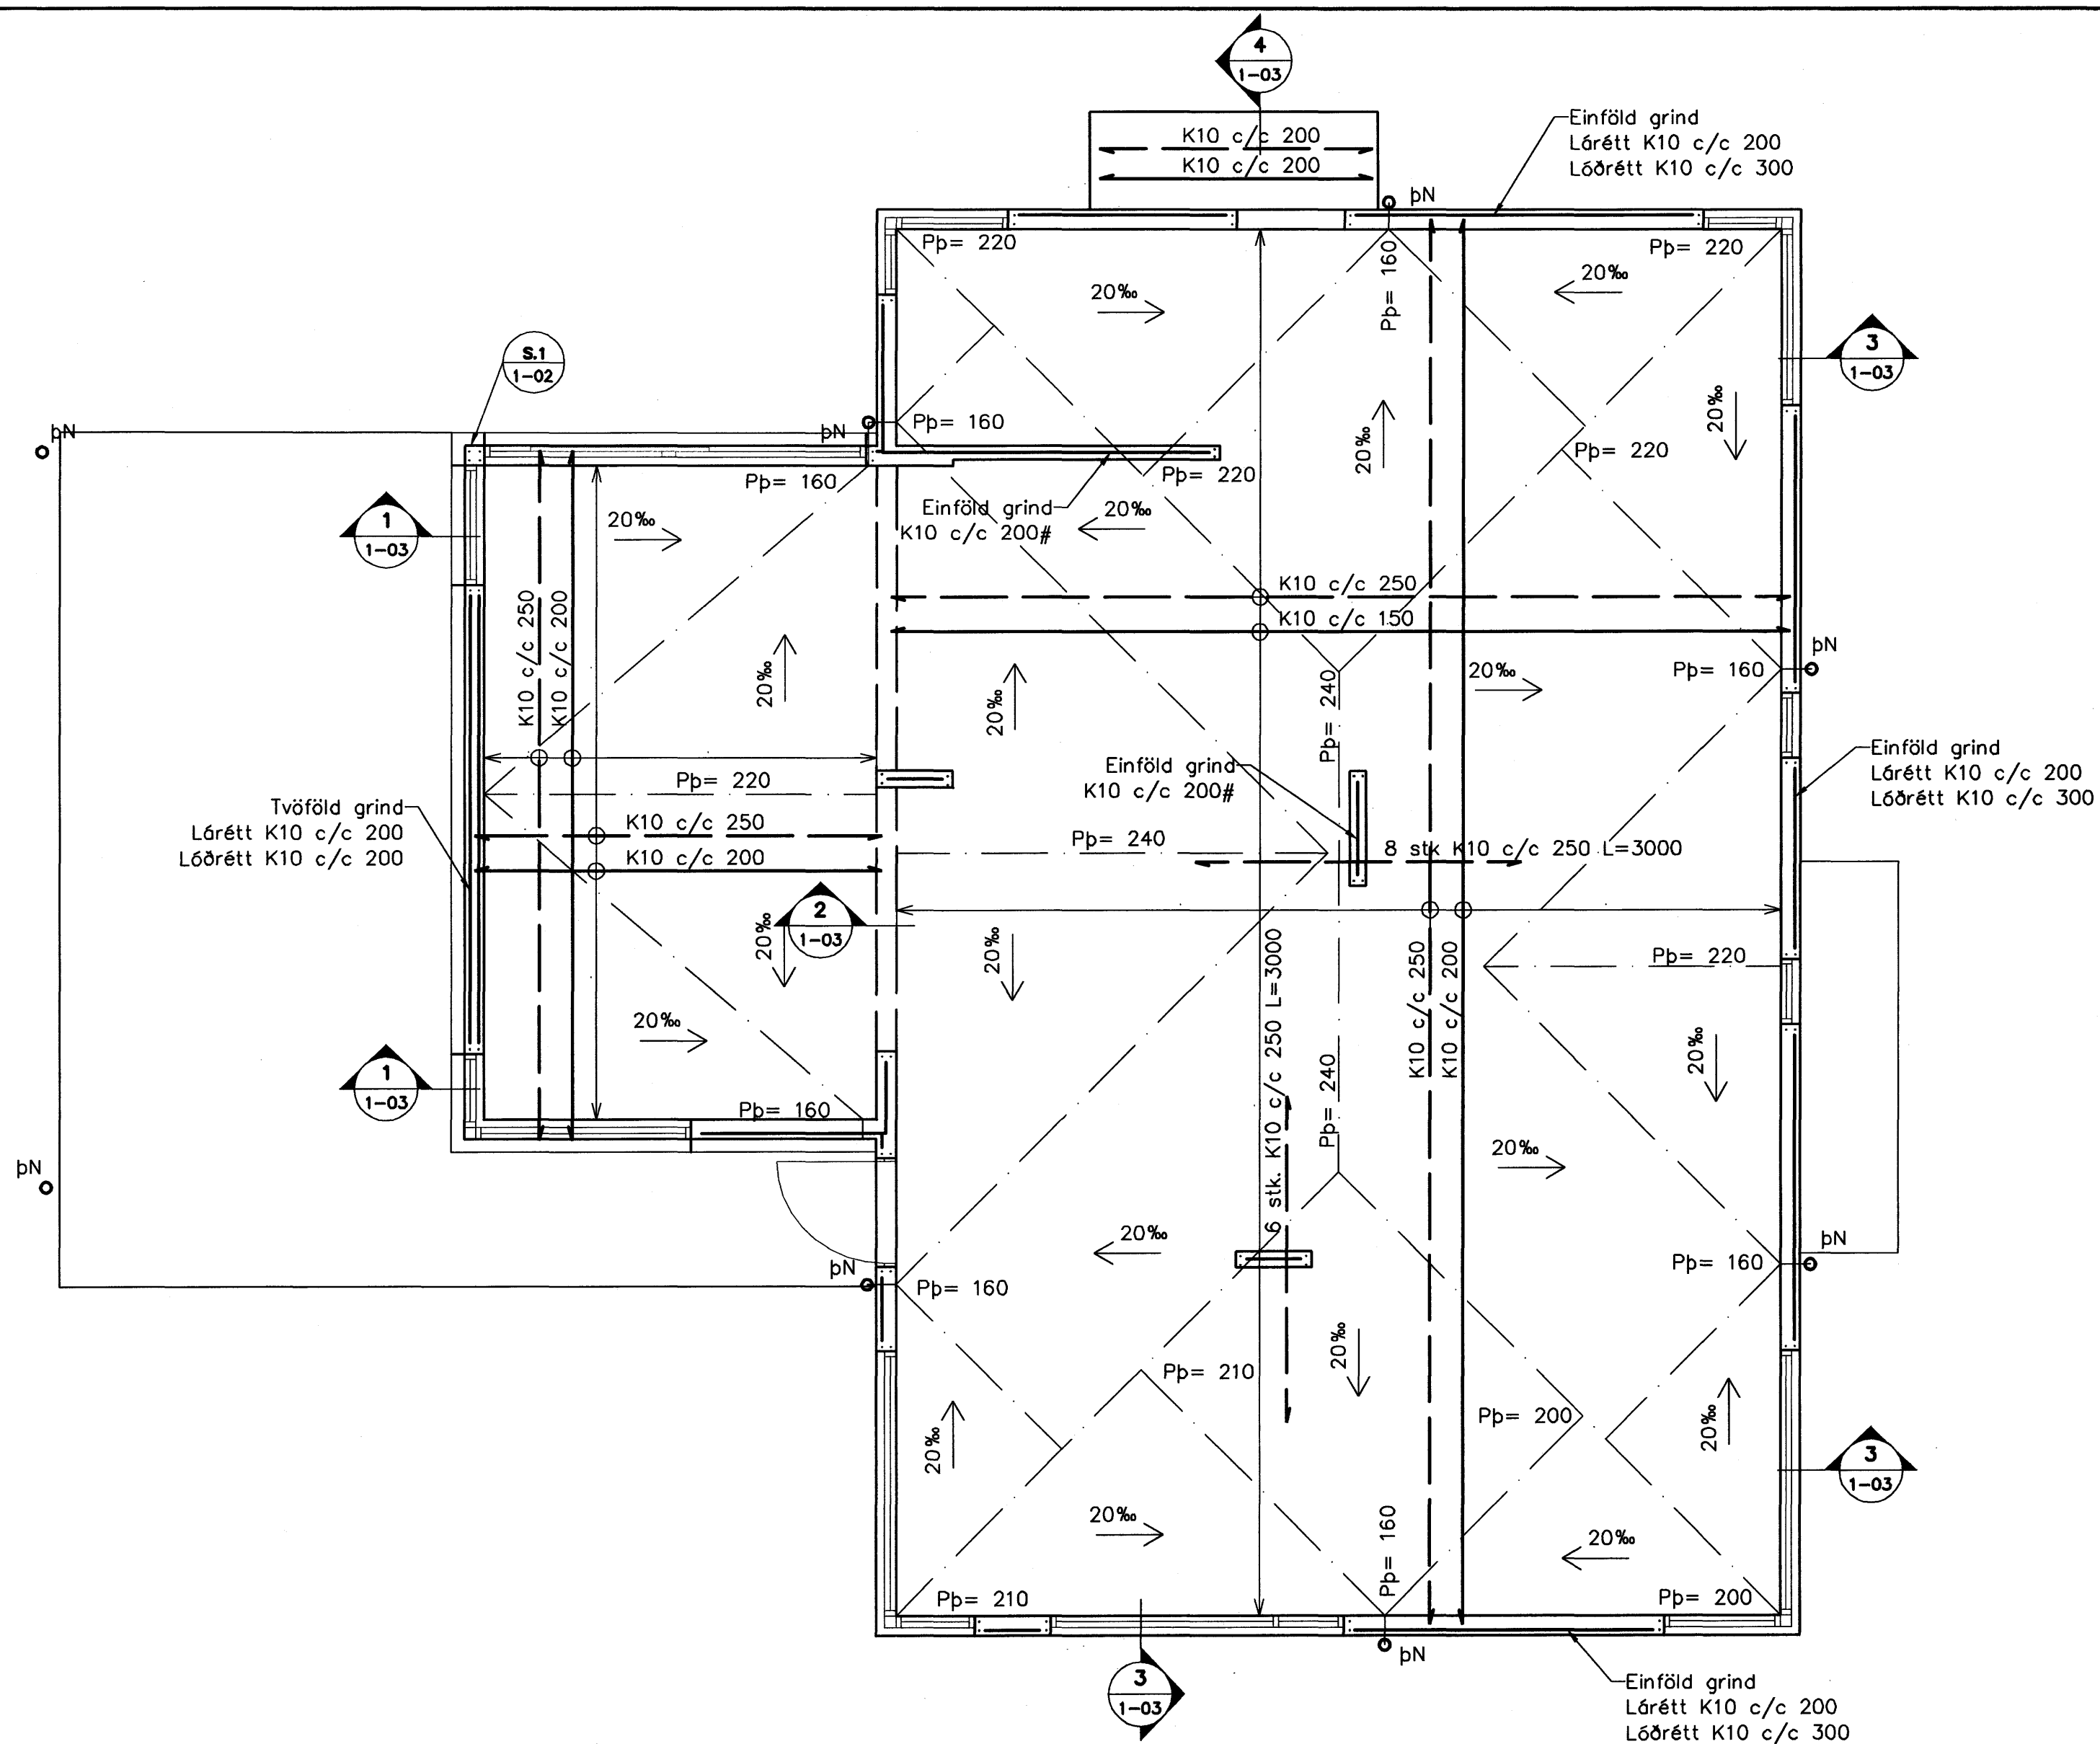 4
1-03
K10 c/c 200
K10 c/c 200
Einföld grind
Lárétt K10 c/c 200
Lóðrétt K10 c/c 300
þN
Pþ= 220
Pþ= 160
Pþ= 220
20‰
20‰
3
1-03
S.1
1-02
20‰
20‰
þN
þN
Pþ= 160
Pþ= 220
Pþ= 160
Pþ= 220
1
1-03
20‰
Einföld grind
K10 c/c 200#
20‰
K10 c/c 250
K10 c/c 200
K10 c/c 250
K10 c/c 150
20‰
20‰
Pþ= 240
20‰
Pþ= 160
þN
Einföld grind
Lárétt K10 c/c 200
Lóðrétt K10 c/c 300
Pþ= 220
Einföld grind
K10 c/c 200#
Tvöföld grind
Lárétt K10 c/c 200
Lóðrétt K10 c/c 200
K10 c/c 250
K10 c/c 200
Pþ= 240
8 stk K10 c/c 250 L=3000
2
1-03
20‰
20‰
6 stk. K10 c/c 250 L=3000
K10 c/c 250
K10 c/c 200
Pþ= 220
20‰
20‰
1
1-03
Pþ= 160
Pþ= 240
þN
20‰
20‰
þN
þN
Pþ= 160
Pþ= 160
20‰
Pþ= 210
Pþ= 200
20‰
20‰
3
1-03
20‰
Pþ= 160
20‰
Pþ= 210
Pþ= 200
þN
3
1-03
Einföld grind
Lárétt K10 c/c 200
Lóðrétt K10 c/c 300